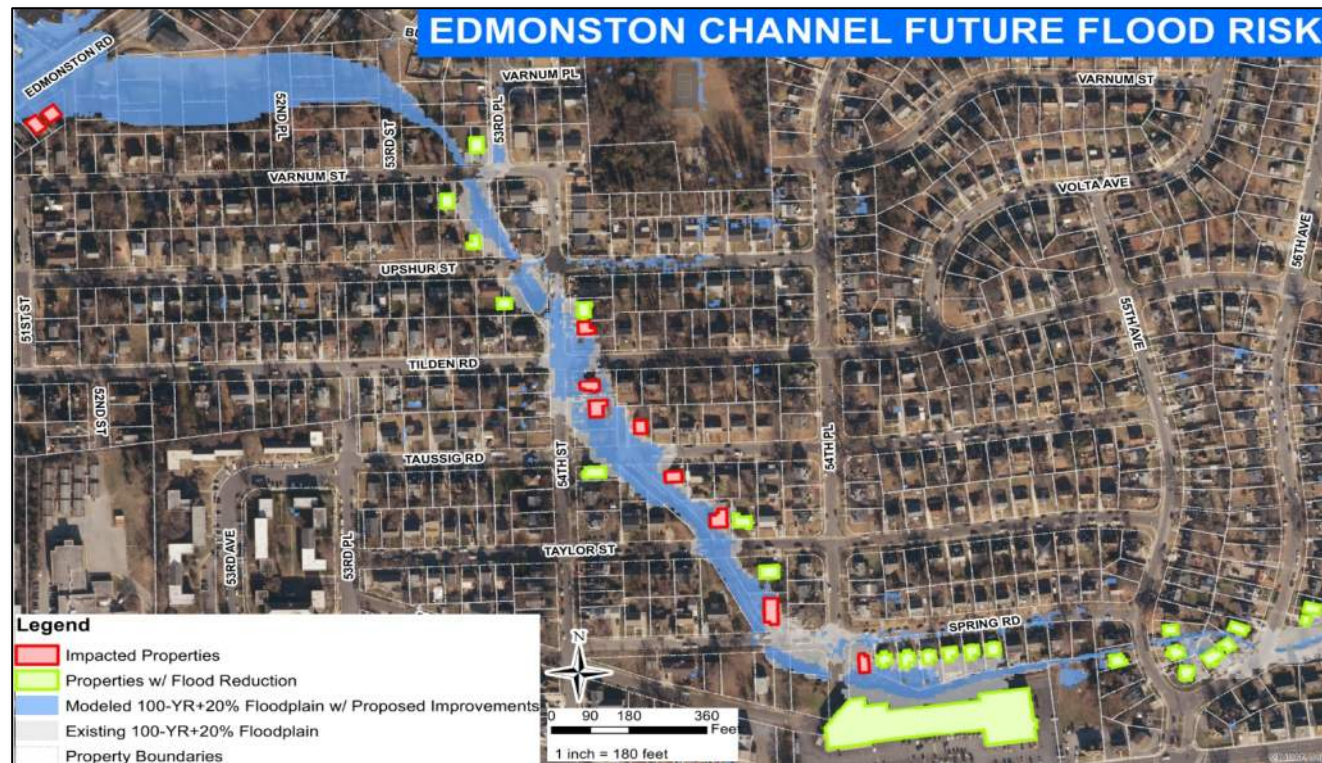 EDMONSTON CHANNEL FUTURE FLOOD RISK
EDMONSTON RD
VARNUM PL
VARNUM ST
52ND PL
53RD ST
53RD PL
VARNUM ST
VOLTA AVE
56TH AVE
UPSHUR ST
51ST ST
55TH AVE
TILDEN RD
52ND ST
54TH PL
TAUSSIG RD
54TH ST
53RD AVE
53RD PL
TAYLOR ST
SPRING RD
Legend
Impacted Properties
Properties w/ Flood Reduction
Modeled 100-YR+20% Floodplain w/ Proposed Improvements
Existing 100-YR+20% Floodplain
Property Boundaries
N
0 90 180 360
Feet
1 inch = 180 feet